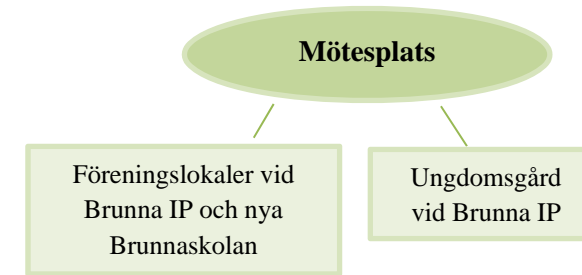 Mötesplats
Föreningslokaler vid
Brunna IP och nya
Brunnaskolan
Ungdomsgård
vid Brunna IP